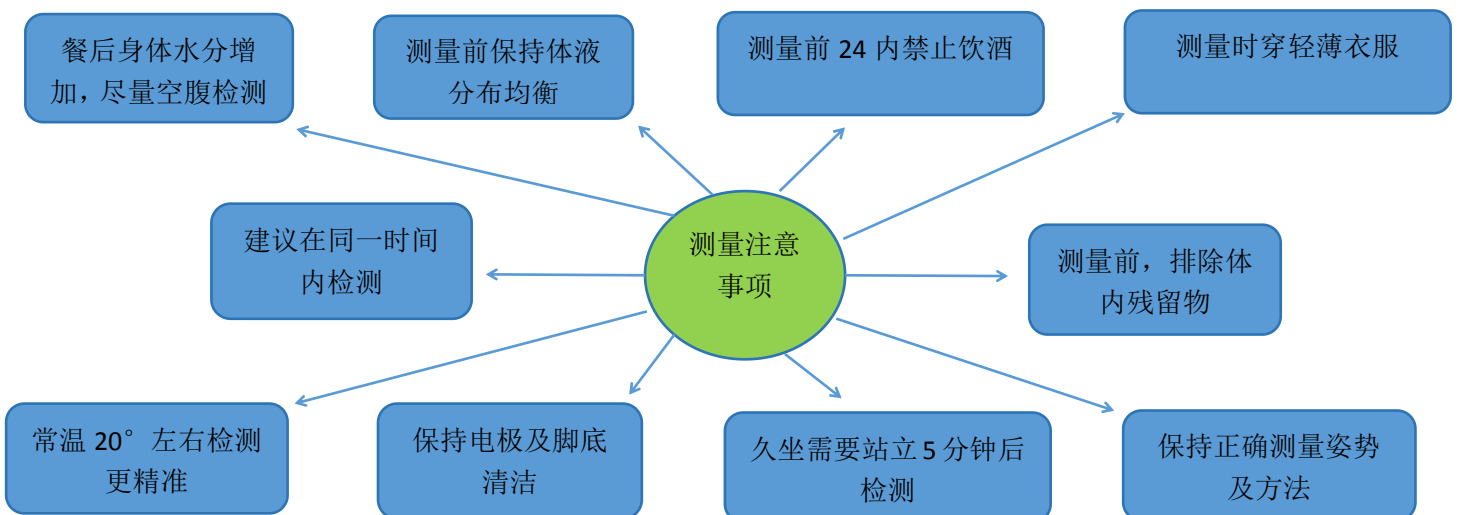 餐后身体水分增
加，尽量空腹检测
测量前保持体液
分布均衡
测量前 24 内禁止饮酒
测量时穿轻薄衣服
建议在同一时间
内检测
测量注意
事项
测量前，排除体
内残留物
常温 20°左右检测
更精准
保持电极及脚底
清洁
久坐需要站立 5 分钟后
检测
保持正确测量姿势
及方法